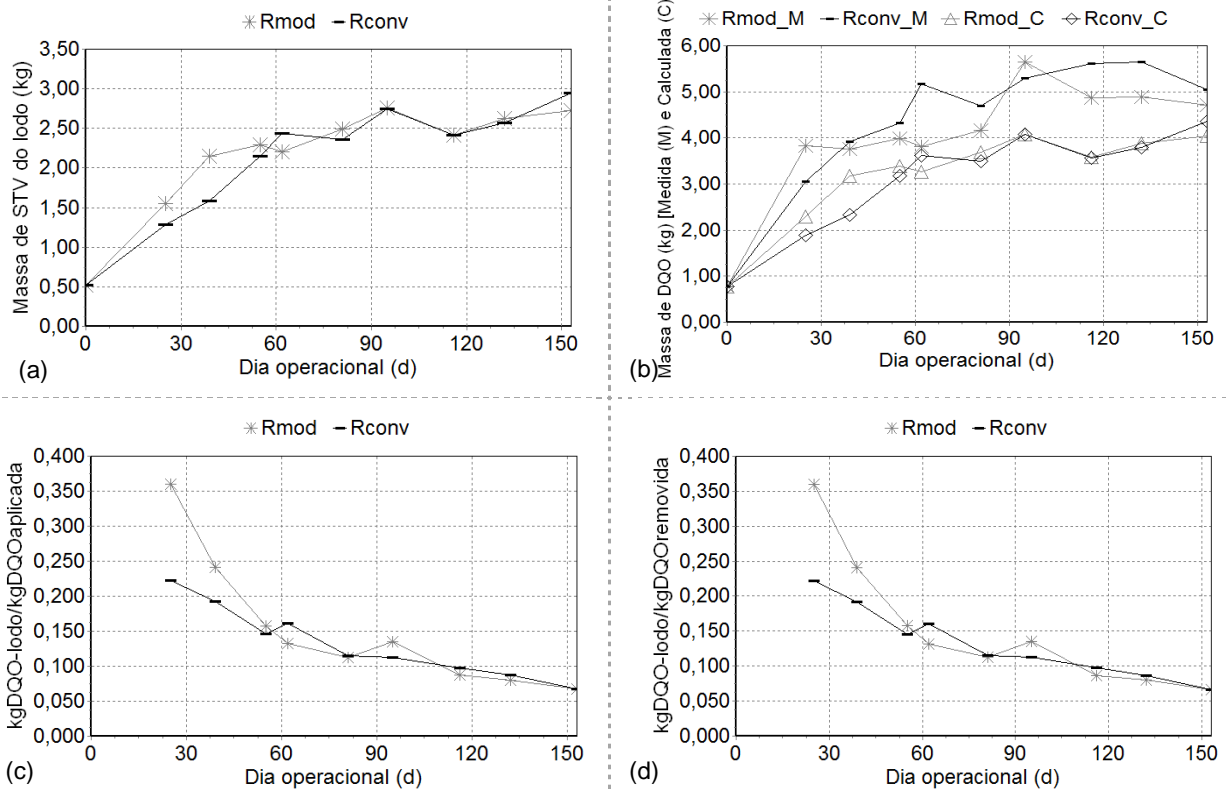 Rmod Rconv
Massa de STV do lodo (kg)
3,50
3,00
2,50
2,00
1,50
1,00
0,50
0,00
0 30 60 90 120 150
Dia operacional (d)
(a)
Rmod_M Rconv_M Rmod_C Rconv_C
Massa de DQO (kg) [Medida (M) e Calculada (C)
6,00
5,00
4,00
3,00
2,00
1,00
0,00
0 30 60 90 120 150
Dia operacional (d)
(b)
Rmod Rconv
kgDQO-lodo/kgDQOaplicada
0,400
0,350
0,300
0,250
0,200
0,150
0,100
0,050
0,000
0 30 60 90 120 150
Dia operacional (d)
(c)
Rmod Rconv
kgDQO-lodo/kgDQOremovida
0,400
0,350
0,300
0,250
0,200
0,150
0,100
0,050
0,000
0 30 60 90 120 150
Dia operacional (d)
(d)